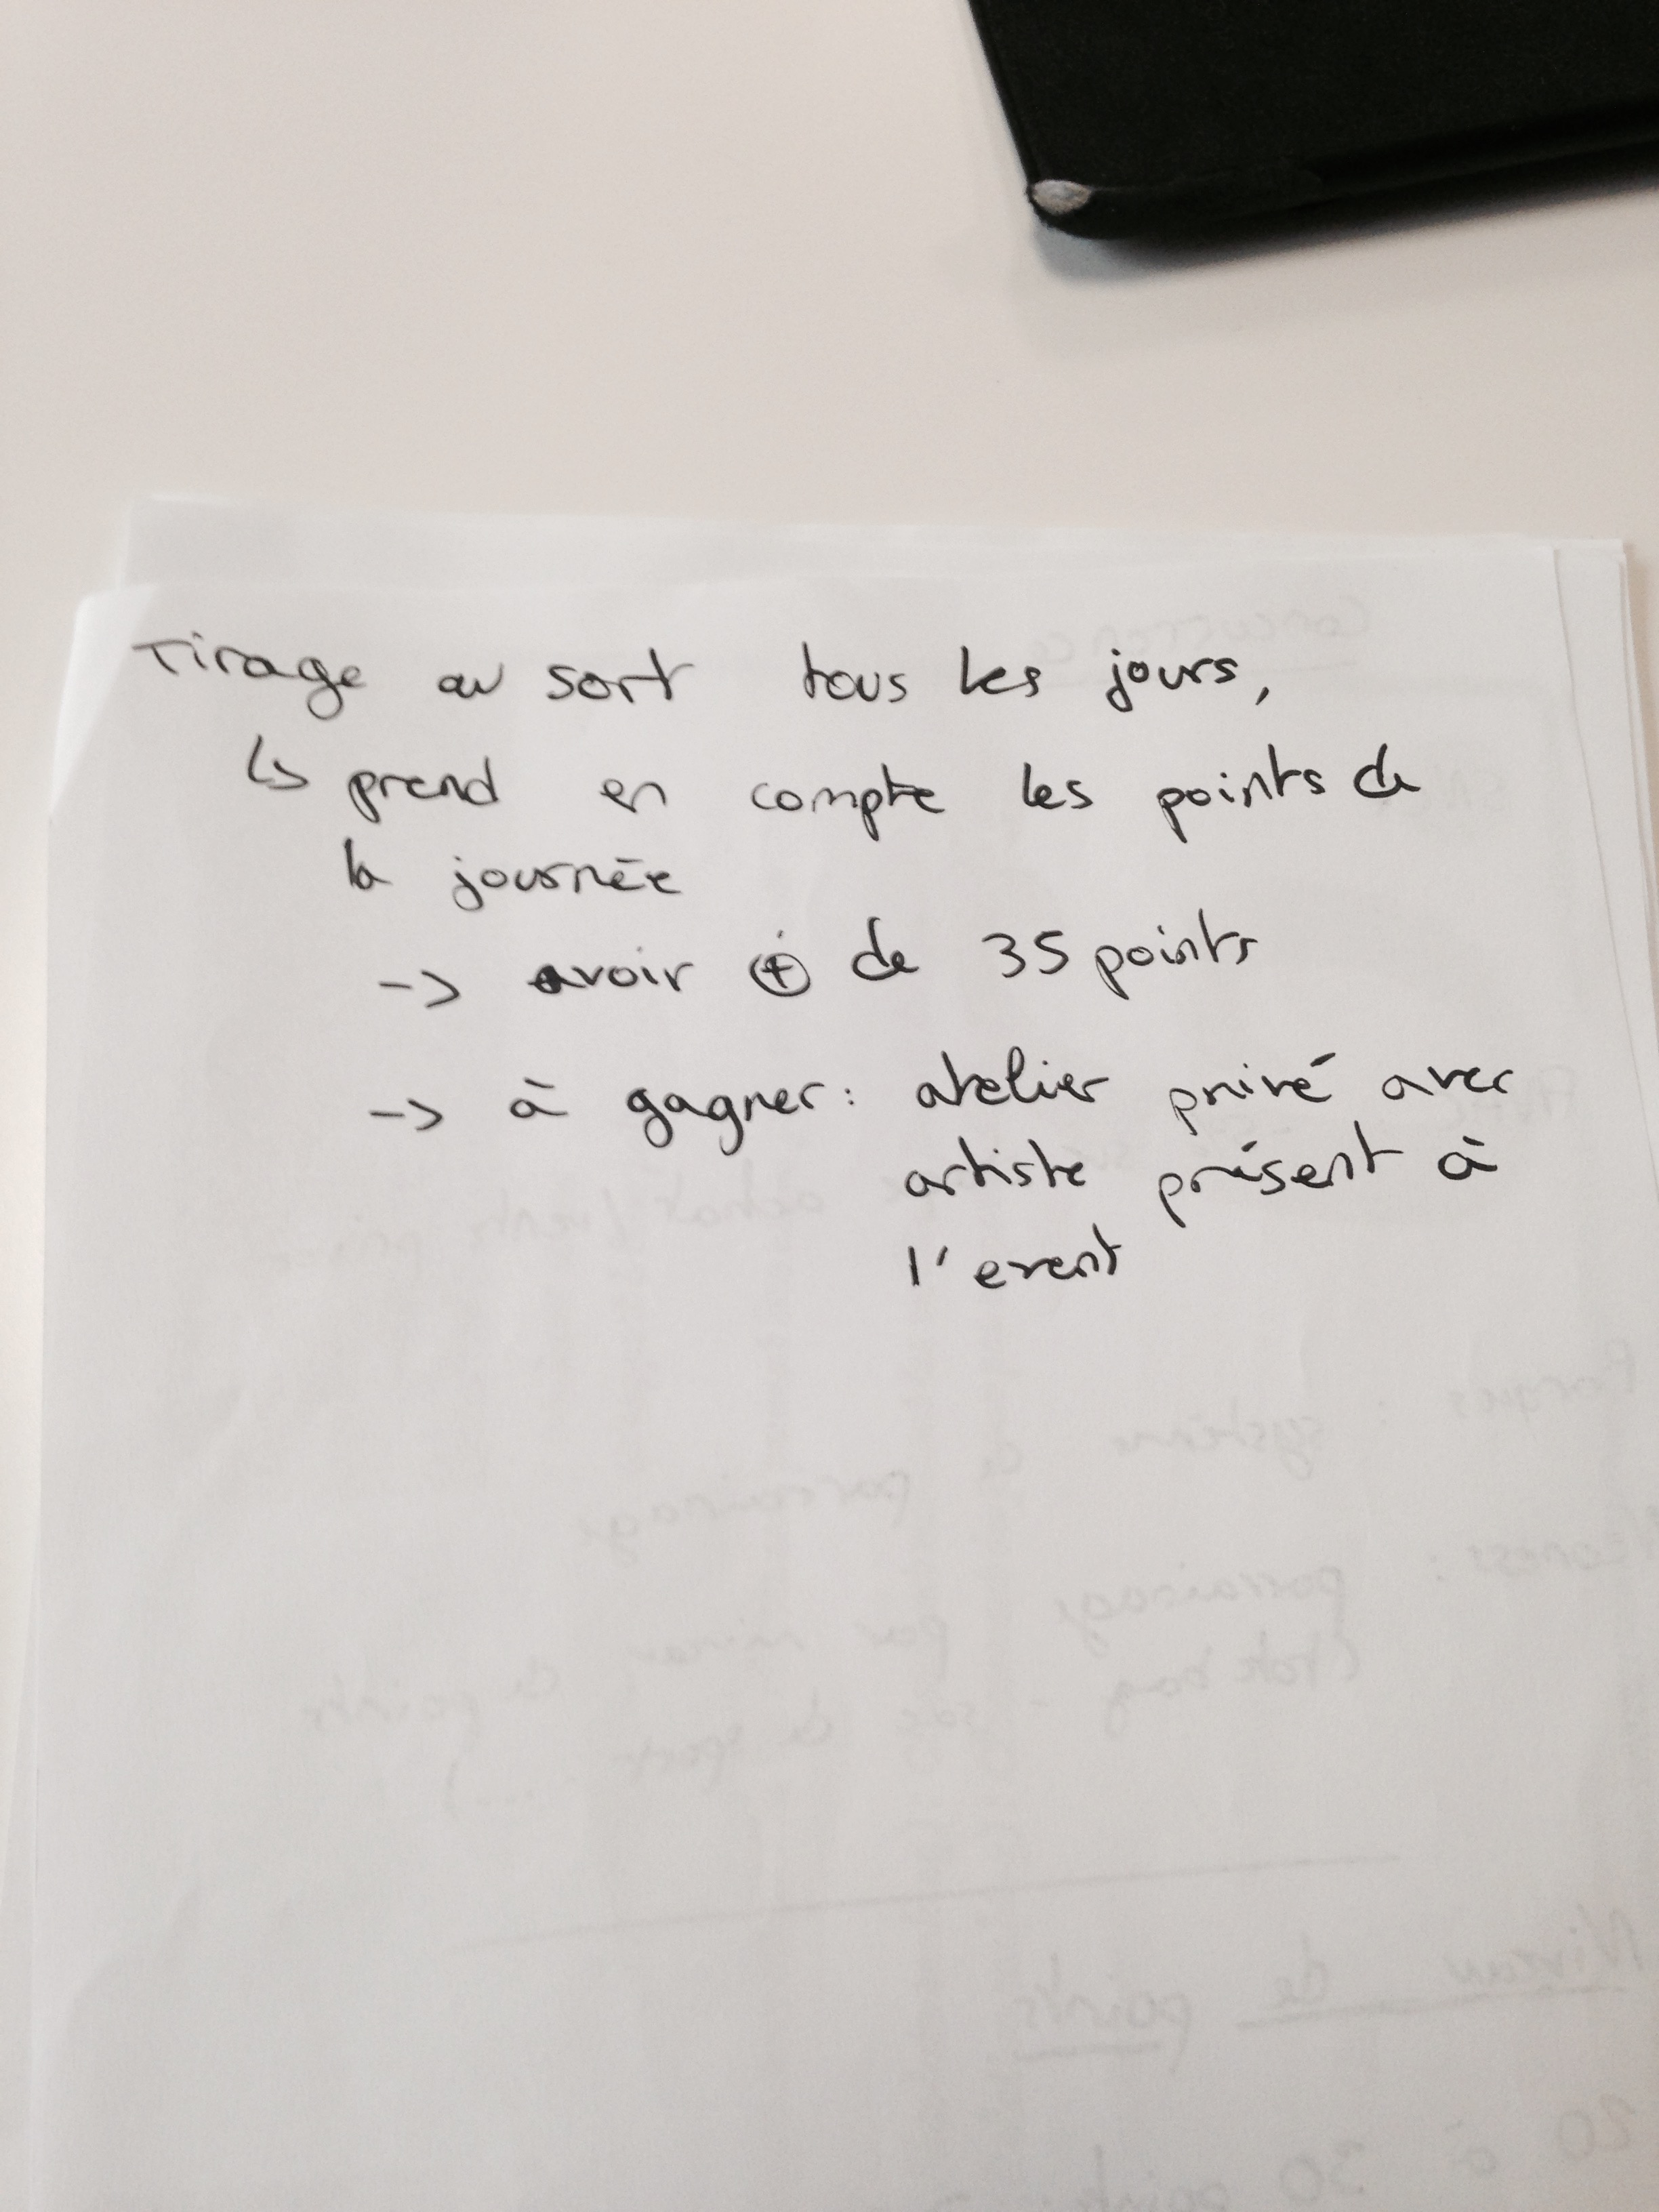 Tirage au sort tous les jours,
↳ prend en compte les points de
la journée
-> avoir ⊕ de 35 points
-> à gagner : atelier privé avec
artiste présent à
l'event